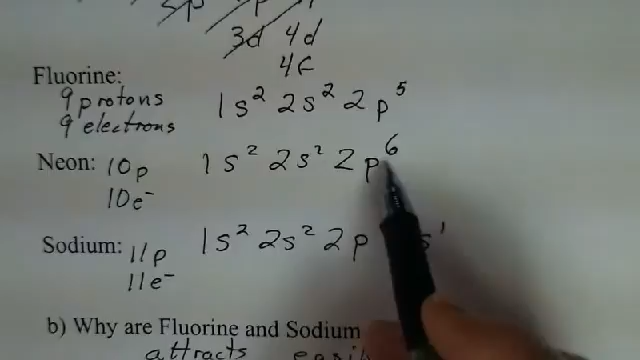 3d 4d
4f
Fluorine:
9 protons
9 electrons
1s² 2s² 2p⁵
Neon: 10p
10e⁻
1s² 2s² 2p⁶
Sodium: 11p
11e⁻
1s² 2s² 2p s¹
b) Why are Fluorine and Sodium
attracts